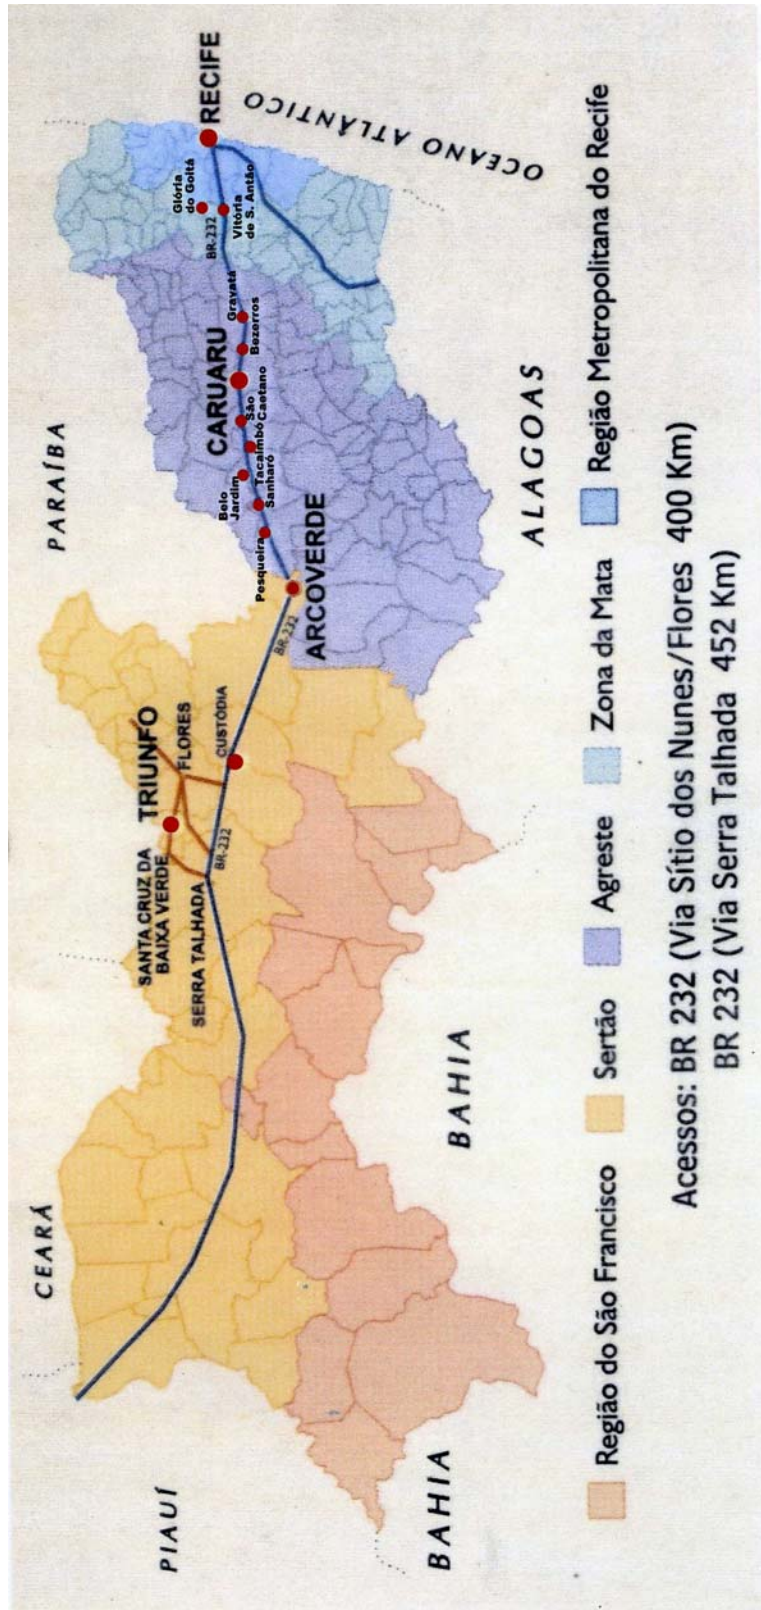 CEARÁ
PARAÍBA
PIAUÍ
SANTA CRUZ DA
BAIXA VERDE
TRIUNFO
FLORES
SERRA TALHADA
BR-232
CUSTÓDIA
BR-232
ARCOVERDE
Pesqueira
Belo
Jardim
Sanharó
Tacaimbó
São
Caetano
CARUARU
Bezerros
Gravatá
BR-232
Glória
do Goitá
Vitória
de S. Antão
RECIFE
OCEANO ATLÂNTICO
BAHIA
BAHIA
ALAGOAS
Região do São Francisco
Sertão
Agreste
Zona da Mata
Região Metropolitana do Recife
Acessos: BR 232 (Via Sítio dos Nunes/Flores 400 Km)
BR 232 (Via Serra Talhada 452 Km)